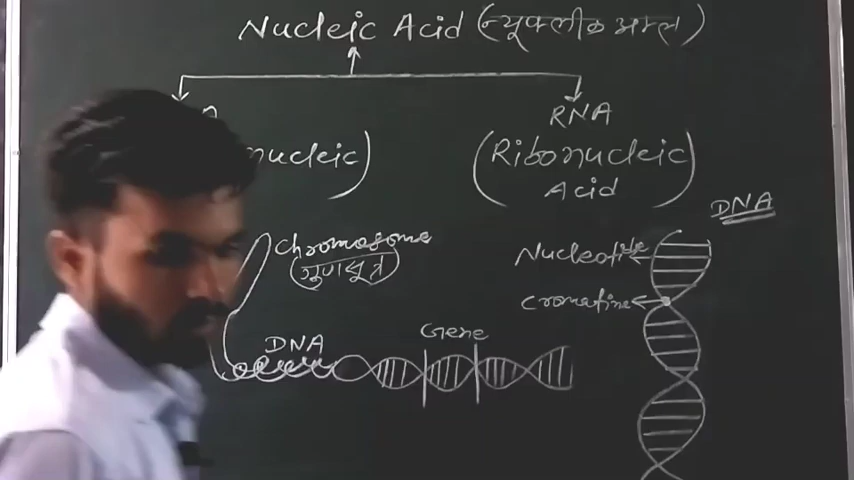 Nucleic Acid (न्यूक्लीक अम्ल)
RNA
nucleic)
(Ribonucleic
Acid)
DNA
Chromosome
(गुणसूत्र)
Nucleotide
Cromatine
DNA
Gene